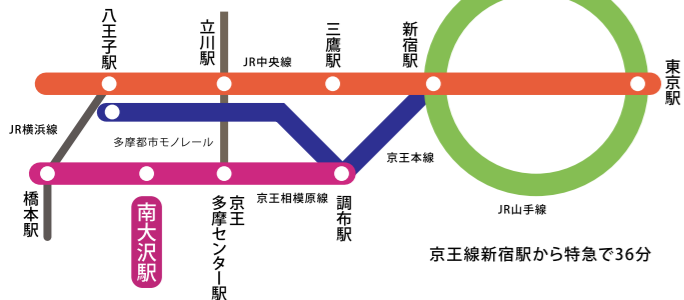 八王子駅
立川駅
三鷹駅
新宿駅
東京駅
JR中央線
JR横浜線
多摩都市モノレール
京王本線
京王相模原線
橋本駅
南大沢駅
京王
多摩センター駅
調布駅
JR山手線
京王線新宿駅から特急で36分